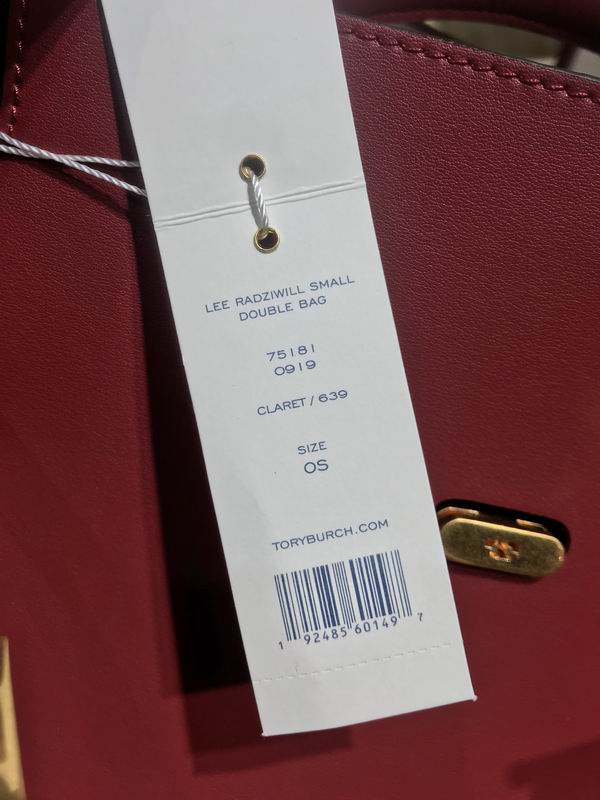 LEE RADZIWILL SMALL
DOUBLE BAG
75181
0919
CLARET / 639
SIZE
OS
TORYBURCH.COM
1 92485 60149 7